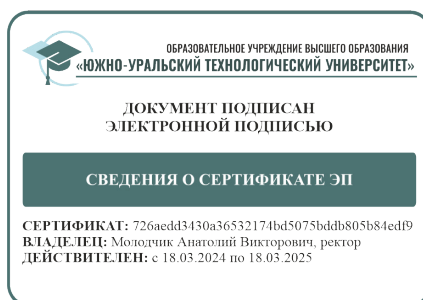 ОБРАЗОВАТЕЛЬНОЕ УЧРЕЖДЕНИЕ ВЫСШЕГО ОБРАЗОВАНИЯ
«ЮЖНО-УРАЛЬСКИЙ ТЕХНОЛОГИЧЕСКИЙ УНИВЕРСИТЕТ»
ДОКУМЕНТ ПОДПИСАН
ЭЛЕКТРОННОЙ ПОДПИСЬЮ
СВЕДЕНИЯ О СЕРТИФИКАТЕ ЭП
СЕРТИФИКАТ: 726aedd3430a36532174bd5075bddb805b84edf9
ВЛАДЕЛЕЦ: Молодчик Анатолий Викторович, ректор
ДЕЙСТВИТЕЛЕН: с 18.03.2024 по 18.03.2025